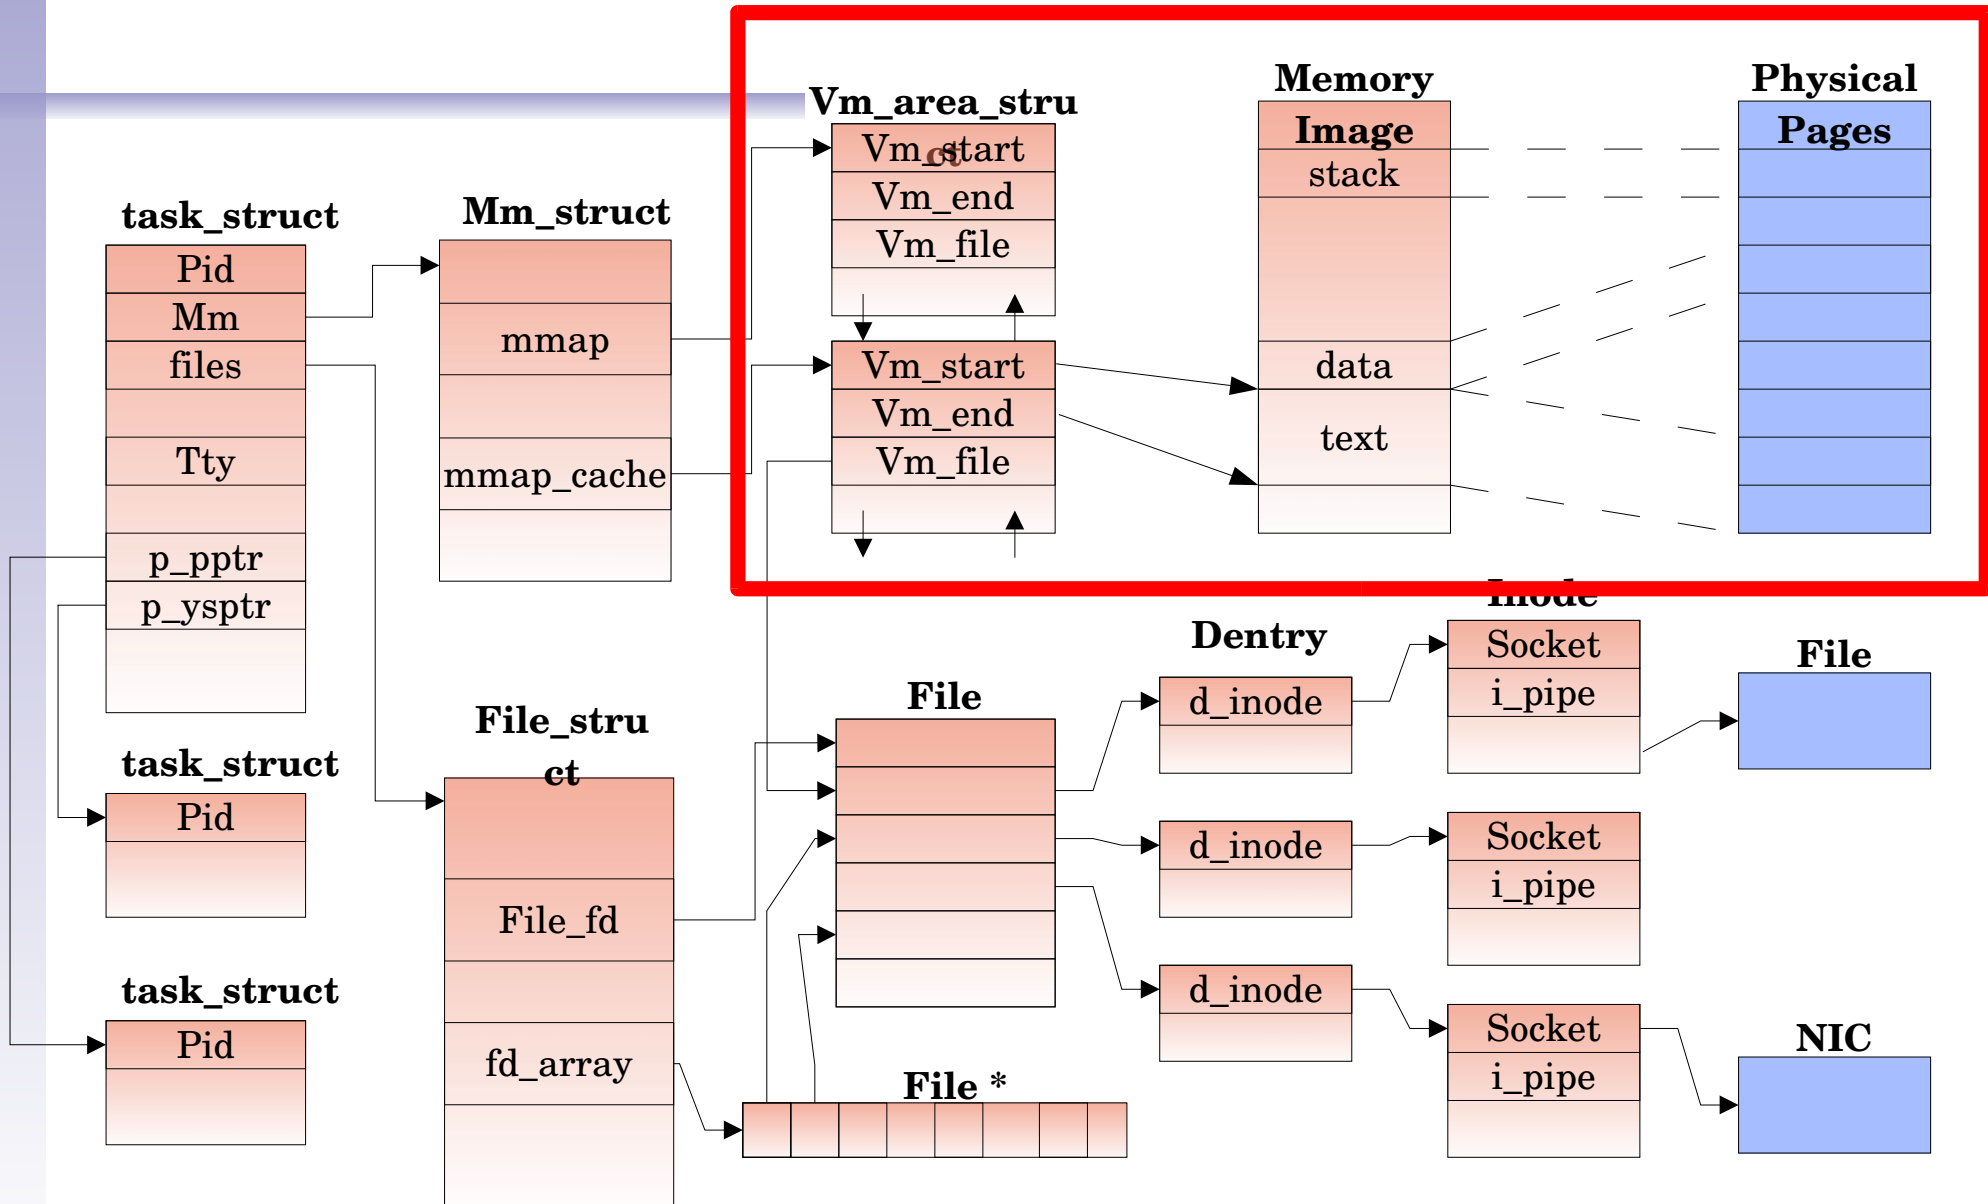 Vm_area_stru
ct
Vm_start
Vm_end
Vm_file
Vm_start
Vm_end
Vm_file
Memory
Image
stack
data
text
Physical
Pages
task_struct
Pid
Mm
files
Tty
p_pptr
p_ysptr
Mm_struct
mmap
mmap_cache
task_struct
Pid
task_struct
Pid
File_stru
ct
File_fd
fd_array
File
File *
Dentry
d_inode
d_inode
d_inode
Inode
Socket
i_pipe
Socket
i_pipe
Socket
i_pipe
File
NIC